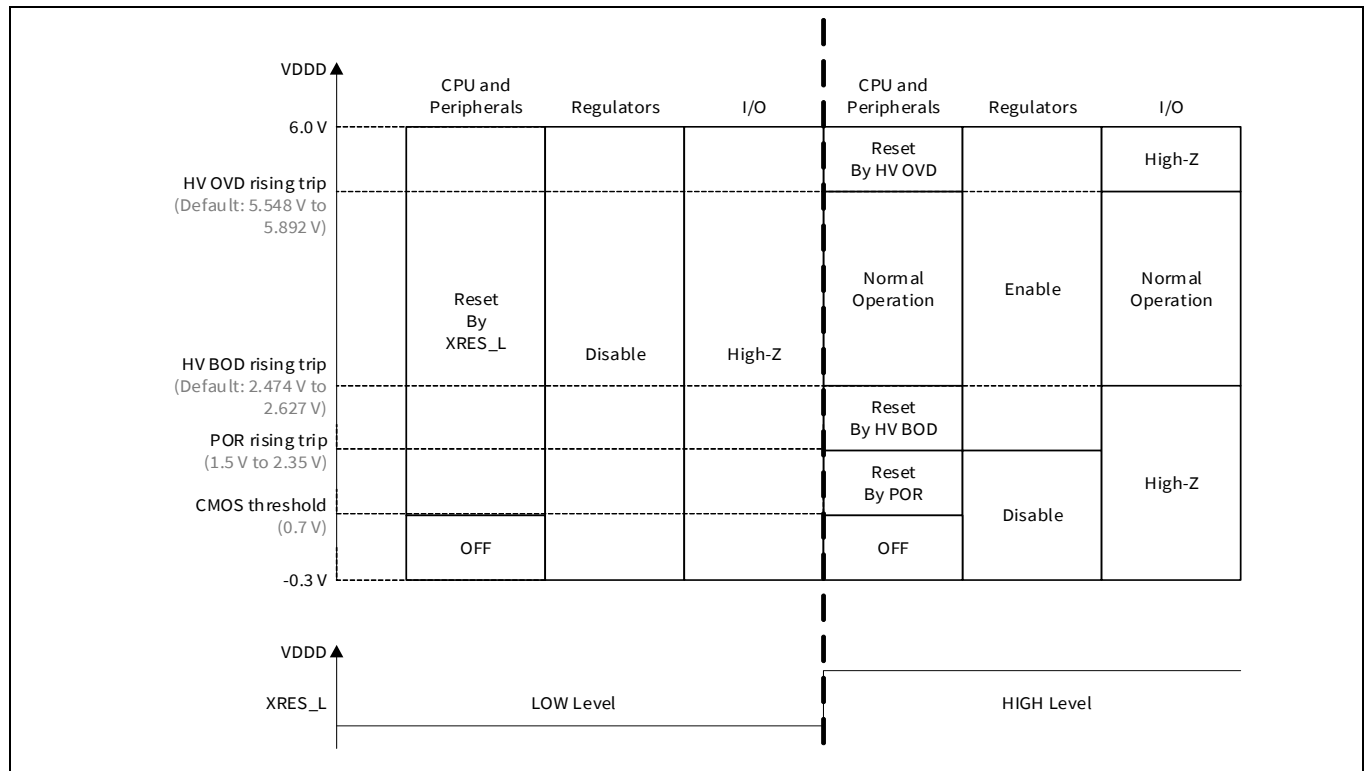 VDDD
CPU and
Peripherals
Regulators
I/O
CPU and
Peripherals
Regulators
I/O
6.0 V
Reset
By HV OVD
High-Z
HV OVD rising trip
(Default: 5.548 V to
5.892 V)
Normal
Operation
Enable
Normal
Operation
Reset
By
XRES_L
Disable
High-Z
HV BOD rising trip
(Default: 2.474 V to
2.627 V)
Reset
By HV BOD
POR rising trip
(1.5 V to 2.35 V)
Reset
By POR
High-Z
CMOS threshold
(0.7 V)
Disable
OFF
OFF
-0.3 V
VDDD
XRES_L
LOW Level
HIGH Level